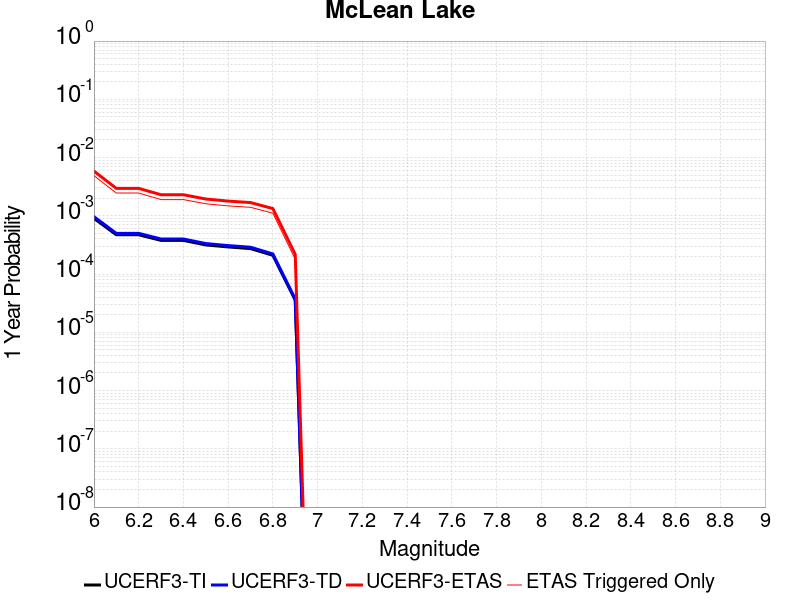 McLean Lake
10^0
10^-1
10^-2
10^-3
10^-4
10^-5
10^-6
10^-7
10^-8
1 Year Probability
6 6.2 6.4 6.6 6.8 7 7.2 7.4 7.6 7.8 8 8.2 8.4 8.6 8.8 9
Magnitude
UCERF3-TI UCERF3-TD UCERF3-ETAS ETAS Triggered Only